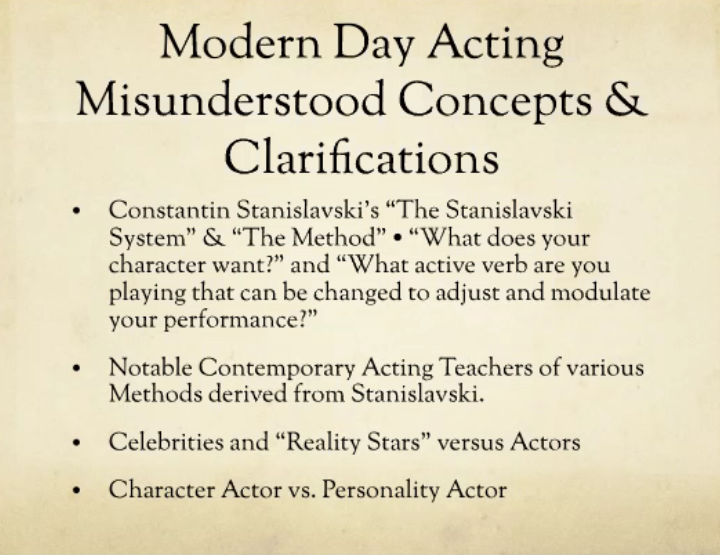 Modern Day Acting
Misunderstood Concepts &
Clarifications
• Constantin Stanislavski's “The Stanislavski
System” & “The Method” • “What does your
character want?” and “What active verb are you
playing that can be changed to adjust and modulate
your performance?”
• Notable Contemporary Acting Teachers of various
Methods derived from Stanislavski.
• Celebrities and “Reality Stars” versus Actors
• Character Actor vs. Personality Actor